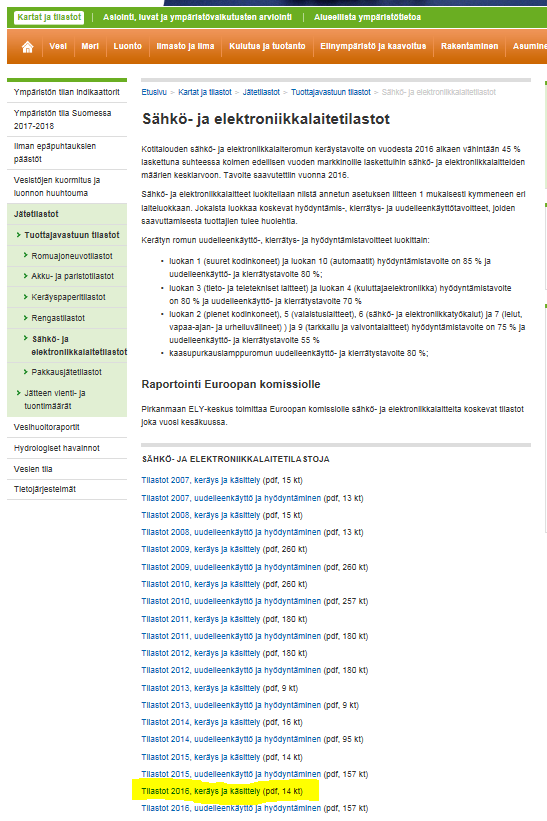 Kartat ja tilastot | Asiointi, luvat ja ympäristövaikutusten arviointi | Alueellista ympäristötietoa
Vesi Meri Luonto Ilmasto ja ilma Kulutus ja tuotanto Elinympäristö ja kaavoitus Rakentaminen Asumine
Ympäristön tilan indikaattorit
Ympäristön tila Suomessa
2017-2018
Ilman epäpuhtauksien
päästöt
Vesistöjen kuormitus ja
luonnon huuhtouma
Jätetilastot
Tuottajavastuun tilastot
Romuajoneuvotilastot
Akku- ja paristotilastot
Keräyspaperitilastot
Rengastilastot
Sähkö- ja
elektroniikkalaitetilastot
Pakkausjätetilastot
Jätteen vienti- ja
tuontimäärät
Vesihuoltoraportit
Hydrologiset havainnot
Vesien tila
Tietojärjestelmät
Etusivu > Kartat ja tilastot > Jätetilastot > Tuottajavastuun tilastot > Sähkö- ja elektroniikkalaitetilastot
Sähkö- ja elektroniikkalaitetilastot
Kotitalouden sähkö- ja elektroniikkalaiteromun keräystavoite on vuodesta 2016 alkaen vähintään 45 %
laskettuna suhteessa kolmen edellisen vuoden markkinoille laskettuihin sähkö- ja elektroniikkalaitteiden
määrien keskiarvoon. Tavoite saavutettiin vuonna 2016.
Sähkö- ja elektroniikkalaitteet luokitellaan niistä annetun asetuksen liitteen 1 mukaisesti kymmeneen eri
laiteluokkaan. Jokaista luokkaa koskevat hyödyntämis-, kierrätys- ja uudelleenkäyttötavoitteet, joiden
saavuttamisesta tuottajien tulee huolehtia.
Kerätyn romun uudelleenkäyttö-, kierrätys- ja hyödyntämistavoitteet luokittain:
• luokan 1 (suuret kodinkoneet) ja luokan 10 (automaatit) hyödyntämistavoite on 85 % ja
uudelleenkäyttö- ja kierrätystavoite 80 %;
• luokan 3 (tieto- ja teletekniset laitteet) ja luokan 4 (kuluttajaelektroniikka) hyödyntämistavoite
on 80 % ja uudelleenkäyttö- ja kierrätystavoite 70 %
• luokan 2 (pienet kodinkoneet), 5 (valaistuslaitteet), 6 (sähkö- ja elektroniikkatyökalut) ja 7 (lelut,
vapaa-ajan- ja urheiluvälineet) ) ja 9 (tarkkailu ja valvontalaitteet) hyödyntämistavoite on 75 % ja
uudelleenkäyttö- ja kierrätystavoite 55 %
• kaasupurkauslamppuromun uudelleenkäyttö- ja kierrätystavoite 80 %;
Raportointi Euroopan komissiolle
Pirkanmaan ELY-keskus toimittaa Euroopan komissiolle sähkö- ja elektroniikkalaitteita koskevat tilastot
joka vuosi kesäkuussa.
SÄHKÖ- JA ELEKTRONIIKKALAITETILASTOJA
Tilastot 2007, keräys ja käsittely (pdf, 15 kt)
Tilastot 2007, uudelleenkäyttö ja hyödyntäminen (pdf, 13 kt)
Tilastot 2008, keräys ja käsittely (pdf, 15 kt)
Tilastot 2008, uudelleenkäyttö ja hyödyntäminen (pdf, 13 kt)
Tilastot 2009, keräys ja käsittely (pdf, 260 kt)
Tilastot 2009, uudelleenkäyttö ja hyödyntäminen (pdf, 260 kt)
Tilastot 2010, keräys ja käsittely (pdf, 260 kt)
Tilastot 2010, uudelleenkäyttö ja hyödyntäminen (pdf, 257 kt)
Tilastot 2011, keräys ja käsittely (pdf, 180 kt)
Tilastot 2011, uudelleenkäyttö ja hyödyntäminen (pdf, 180 kt)
Tilastot 2012, keräys ja käsittely (pdf, 180 kt)
Tilastot 2012, uudelleenkäyttö ja hyödyntäminen (pdf, 180 kt)
Tilastot 2013, keräys ja käsittely (pdf, 9 kt)
Tilastot 2013, uudelleenkäyttö ja hyödyntäminen (pdf, 9 kt)
Tilastot 2014, keräys ja käsittely (pdf, 16 kt)
Tilastot 2014, uudelleenkäyttö ja hyödyntäminen (pdf, 95 kt)
Tilastot 2015, keräys ja käsittely (pdf, 14 kt)
Tilastot 2015, uudelleenkäyttö ja hyödyntäminen (pdf, 157 kt)
Tilastot 2016, keräys ja käsittely (pdf, 14 kt)
Tilastot 2016, uudelleenkäyttö ja hyödyntäminen (pdf, 157 kt)